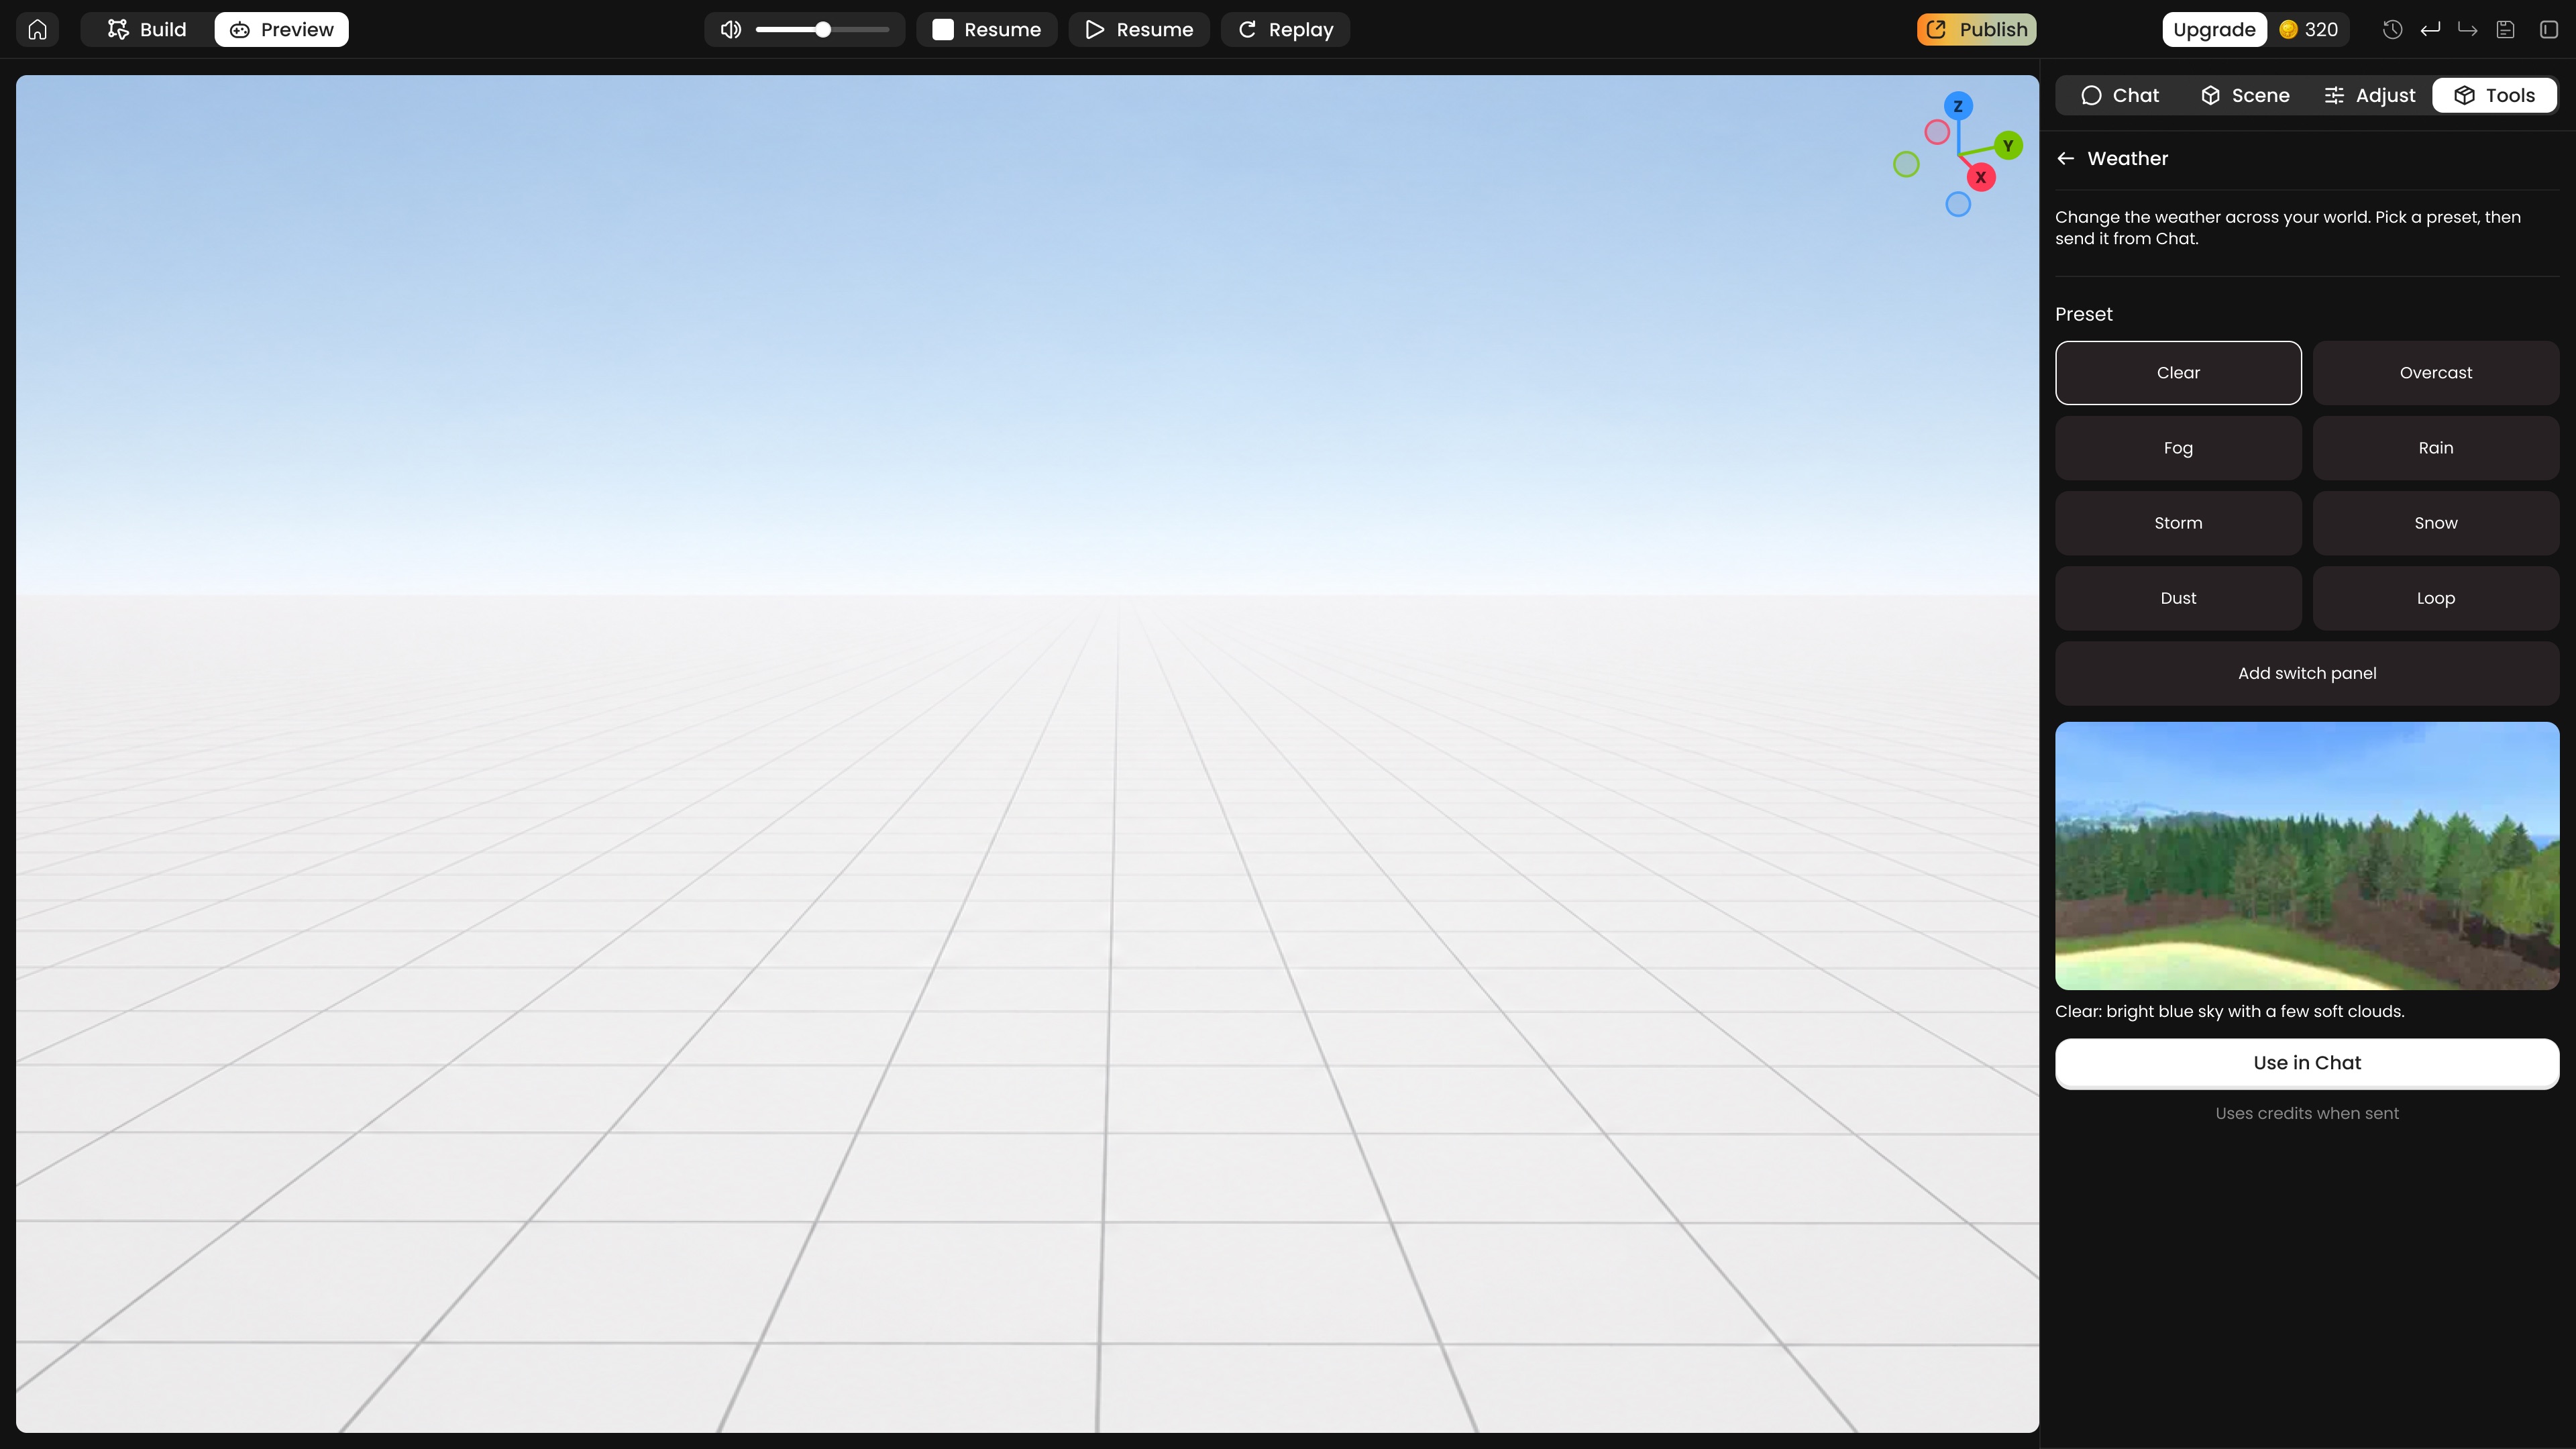 Build
Preview
Resume
Resume
Replay
Publish
Upgrade
320
Chat
Scene
Adjust
Tools
Z
Y
X
Weather
Change the weather across your world. Pick a preset, then
send it from Chat.
Preset
Clear
Overcast
Fog
Rain
Storm
Snow
Dust
Loop
Add switch panel
Clear: bright blue sky with a few soft clouds.
Use in Chat
Uses credits when sent